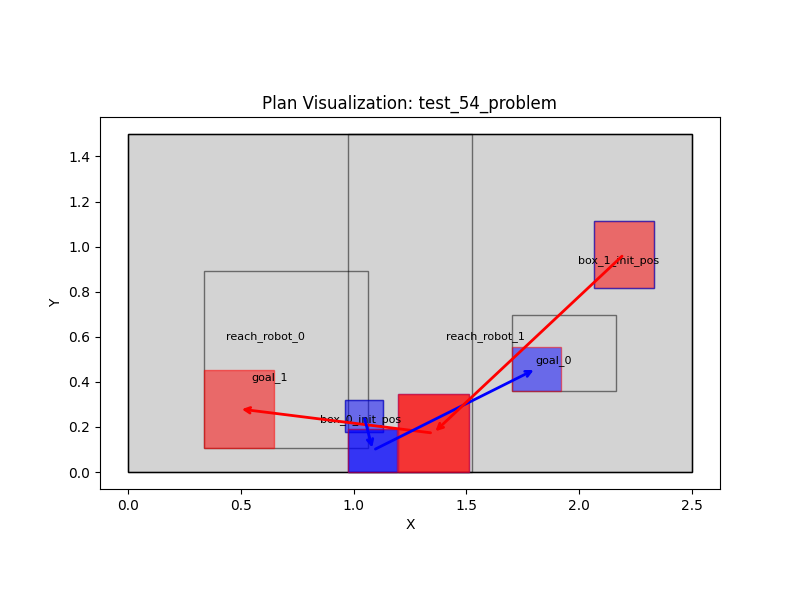 Plan Visualization: test_54_problem
1.4
1.2
1.0
0.8
0.6
0.4
0.2
0.0
Y
box_1_init_pos
reach_robot_0
reach_robot_1
goal_0
goal_1
box_0_init_pos
0.0
0.5
1.0
1.5
2.0
2.5
X